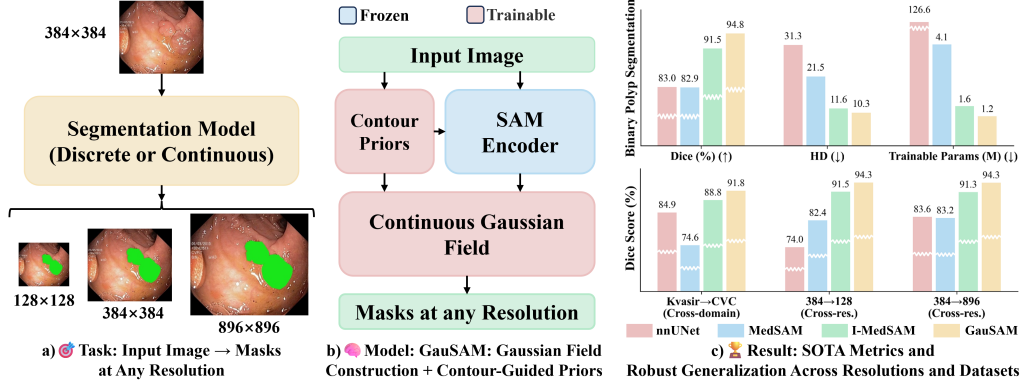 384×384
Segmentation Model
(Discrete or Continuous)
128×128
384×384
896×896
a) 🎯 Task: Input Image → Masks
at Any Resolution
Frozen
Trainable
Input Image
Contour
Priors
SAM
Encoder
Continuous Gaussian
Field
Masks at any Resolution
b) 🧠 Model: GauSAM: Gaussian Field
Construction + Contour-Guided Priors
Binary Polyp Segmentation
83.0
82.9
91.5
94.8
31.3
21.5
11.6
10.3
126.6
4.1
1.6
1.2
Dice (%) (↑)
HD (↓)
Trainable Params (M) (↓)
Dice Score (%)
84.9
74.6
88.8
91.8
74.0
82.4
91.5
94.3
83.6
83.2
91.3
94.3
Kvasir→CVC
(Cross-domain)
384→128
(Cross-res.)
384→896
(Cross-res.)
nnUNet
MedSAM
I-MedSAM
GauSAM
c) 🏆 Result: SOTA Metrics and
Robust Generalization Across Resolutions and Datasets